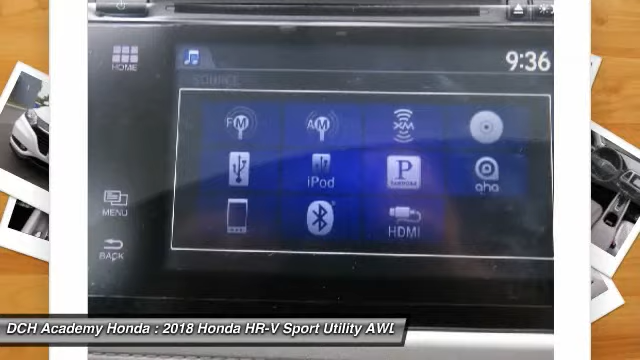 9:36
HOME
SOURCE
FM
AM
XM
iPod
P
PANDORA
aha
MENU
HDMI
BACK
DCH Academy Honda : 2018 Honda HR-V Sport Utility AWD